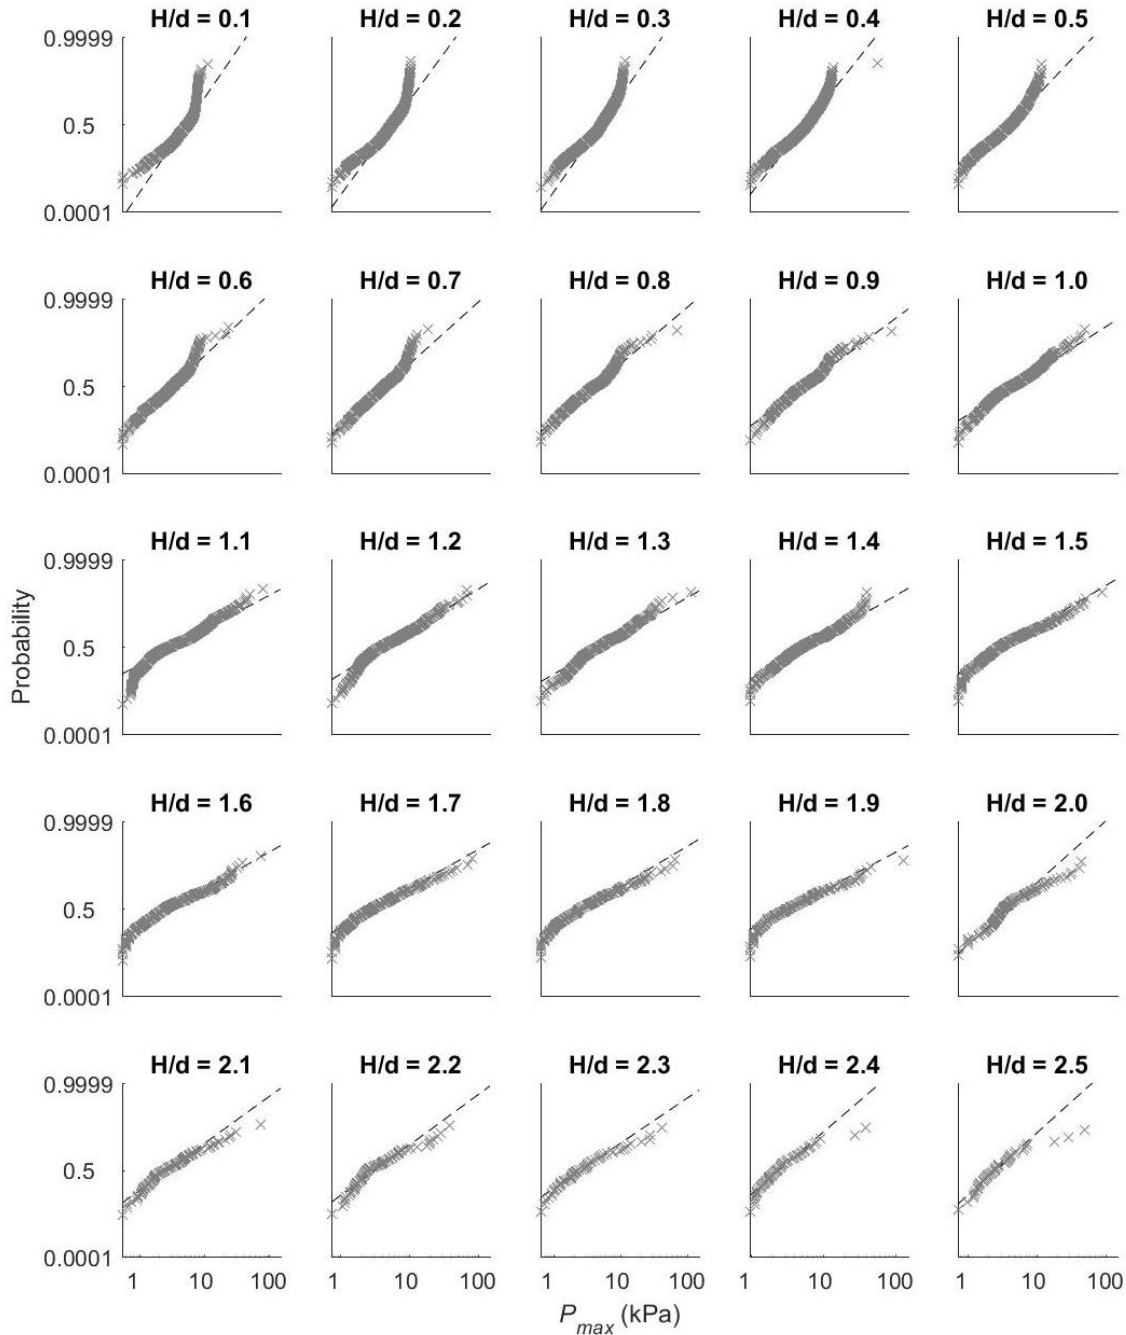 H/d = 0.1 H/d = 0.2 H/d = 0.3 H/d = 0.4 H/d = 0.5
0.9999
0.5
0.0001
H/d = 0.6 H/d = 0.7 H/d = 0.8 H/d = 0.9 H/d = 1.0
0.9999
0.5
0.0001
H/d = 1.1 H/d = 1.2 H/d = 1.3 H/d = 1.4 H/d = 1.5
0.9999
Probability
0.5
0.0001
H/d = 1.6 H/d = 1.7 H/d = 1.8 H/d = 1.9 H/d = 2.0
0.9999
0.5
0.0001
H/d = 2.1 H/d = 2.2 H/d = 2.3 H/d = 2.4 H/d = 2.5
0.9999
0.5
0.0001
1 10 100 1 10 100 1 10 100 1 10 100 1 10 100
P_max (kPa)